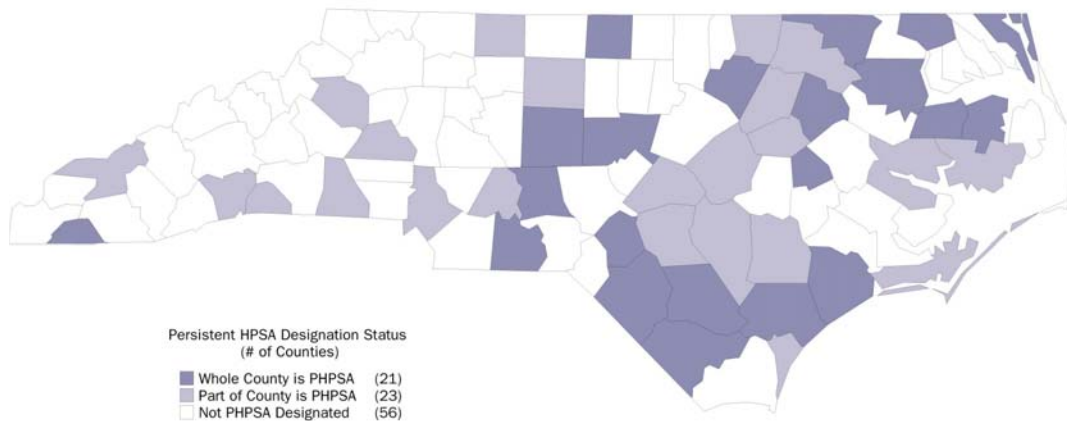 Persistent HPSA Designation Status
(# of Counties)
Whole County is PHPSA (21)
Part of County is PHPSA (23)
Not PHPSA Designated (56)